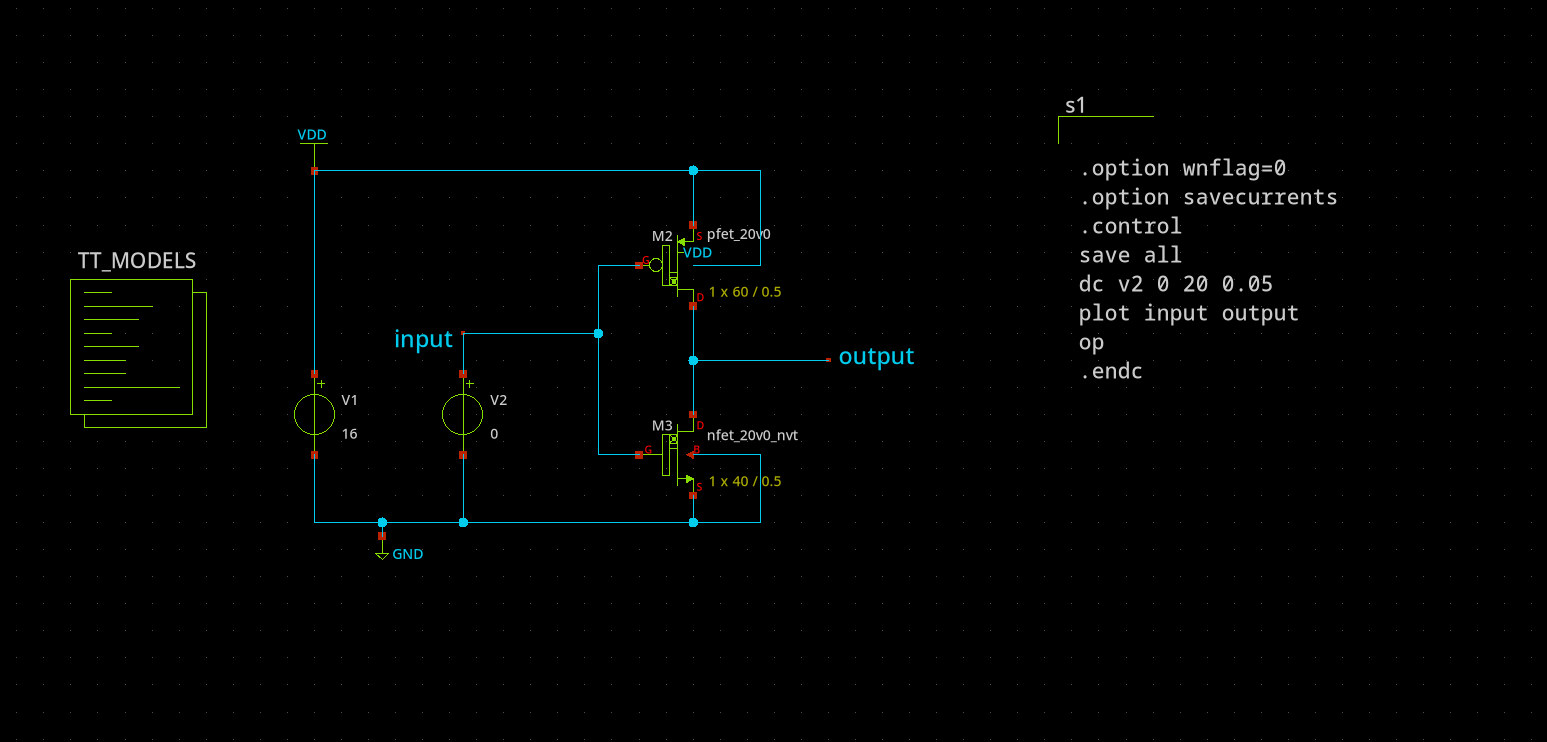 s1
VDD
.option wnflag=0
.option savecurrents
.control
save all
dc v2 0 20 0.05
plot input output
op
.endc
TT_MODELS
M2
S
pfet_20v0
VDD
G
D
1 x 60 / 0.5
input
output
+
V1
16
+
V2
0
M3
D
nfet_20v0_nvt
G
B
S
1 x 40 / 0.5
GND